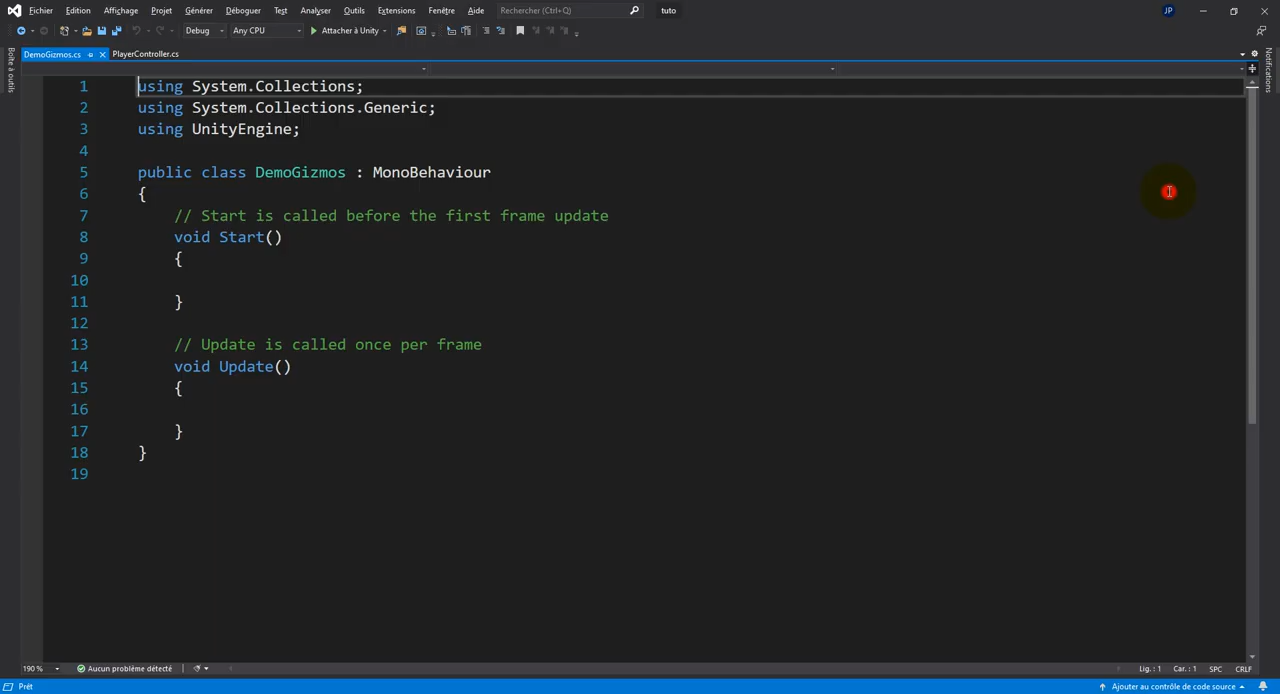 Fichier Edition Affichage Projet Générer Déboguer Test Analyser Outils Extensions Fenêtre Aide Rechercher (Ctrl+Q) tuto JP
Debug Any CPU Attacher à Unity
DemoGizmos.cs PlayerController.cs
Boîte à outils
Notifications
1 using System.Collections;
2 using System.Collections.Generic;
3 using UnityEngine;
4
5 public class DemoGizmos : MonoBehaviour
6 {
7 // Start is called before the first frame update
8 void Start()
9 {
10
11 }
12
13 // Update is called once per frame
14 void Update()
15 {
16
17 }
18 }
19
190 % Aucun problème détecté Lig. : 1 Car. : 1 SPC CRLF
Prêt Ajouter au contrôle de code source